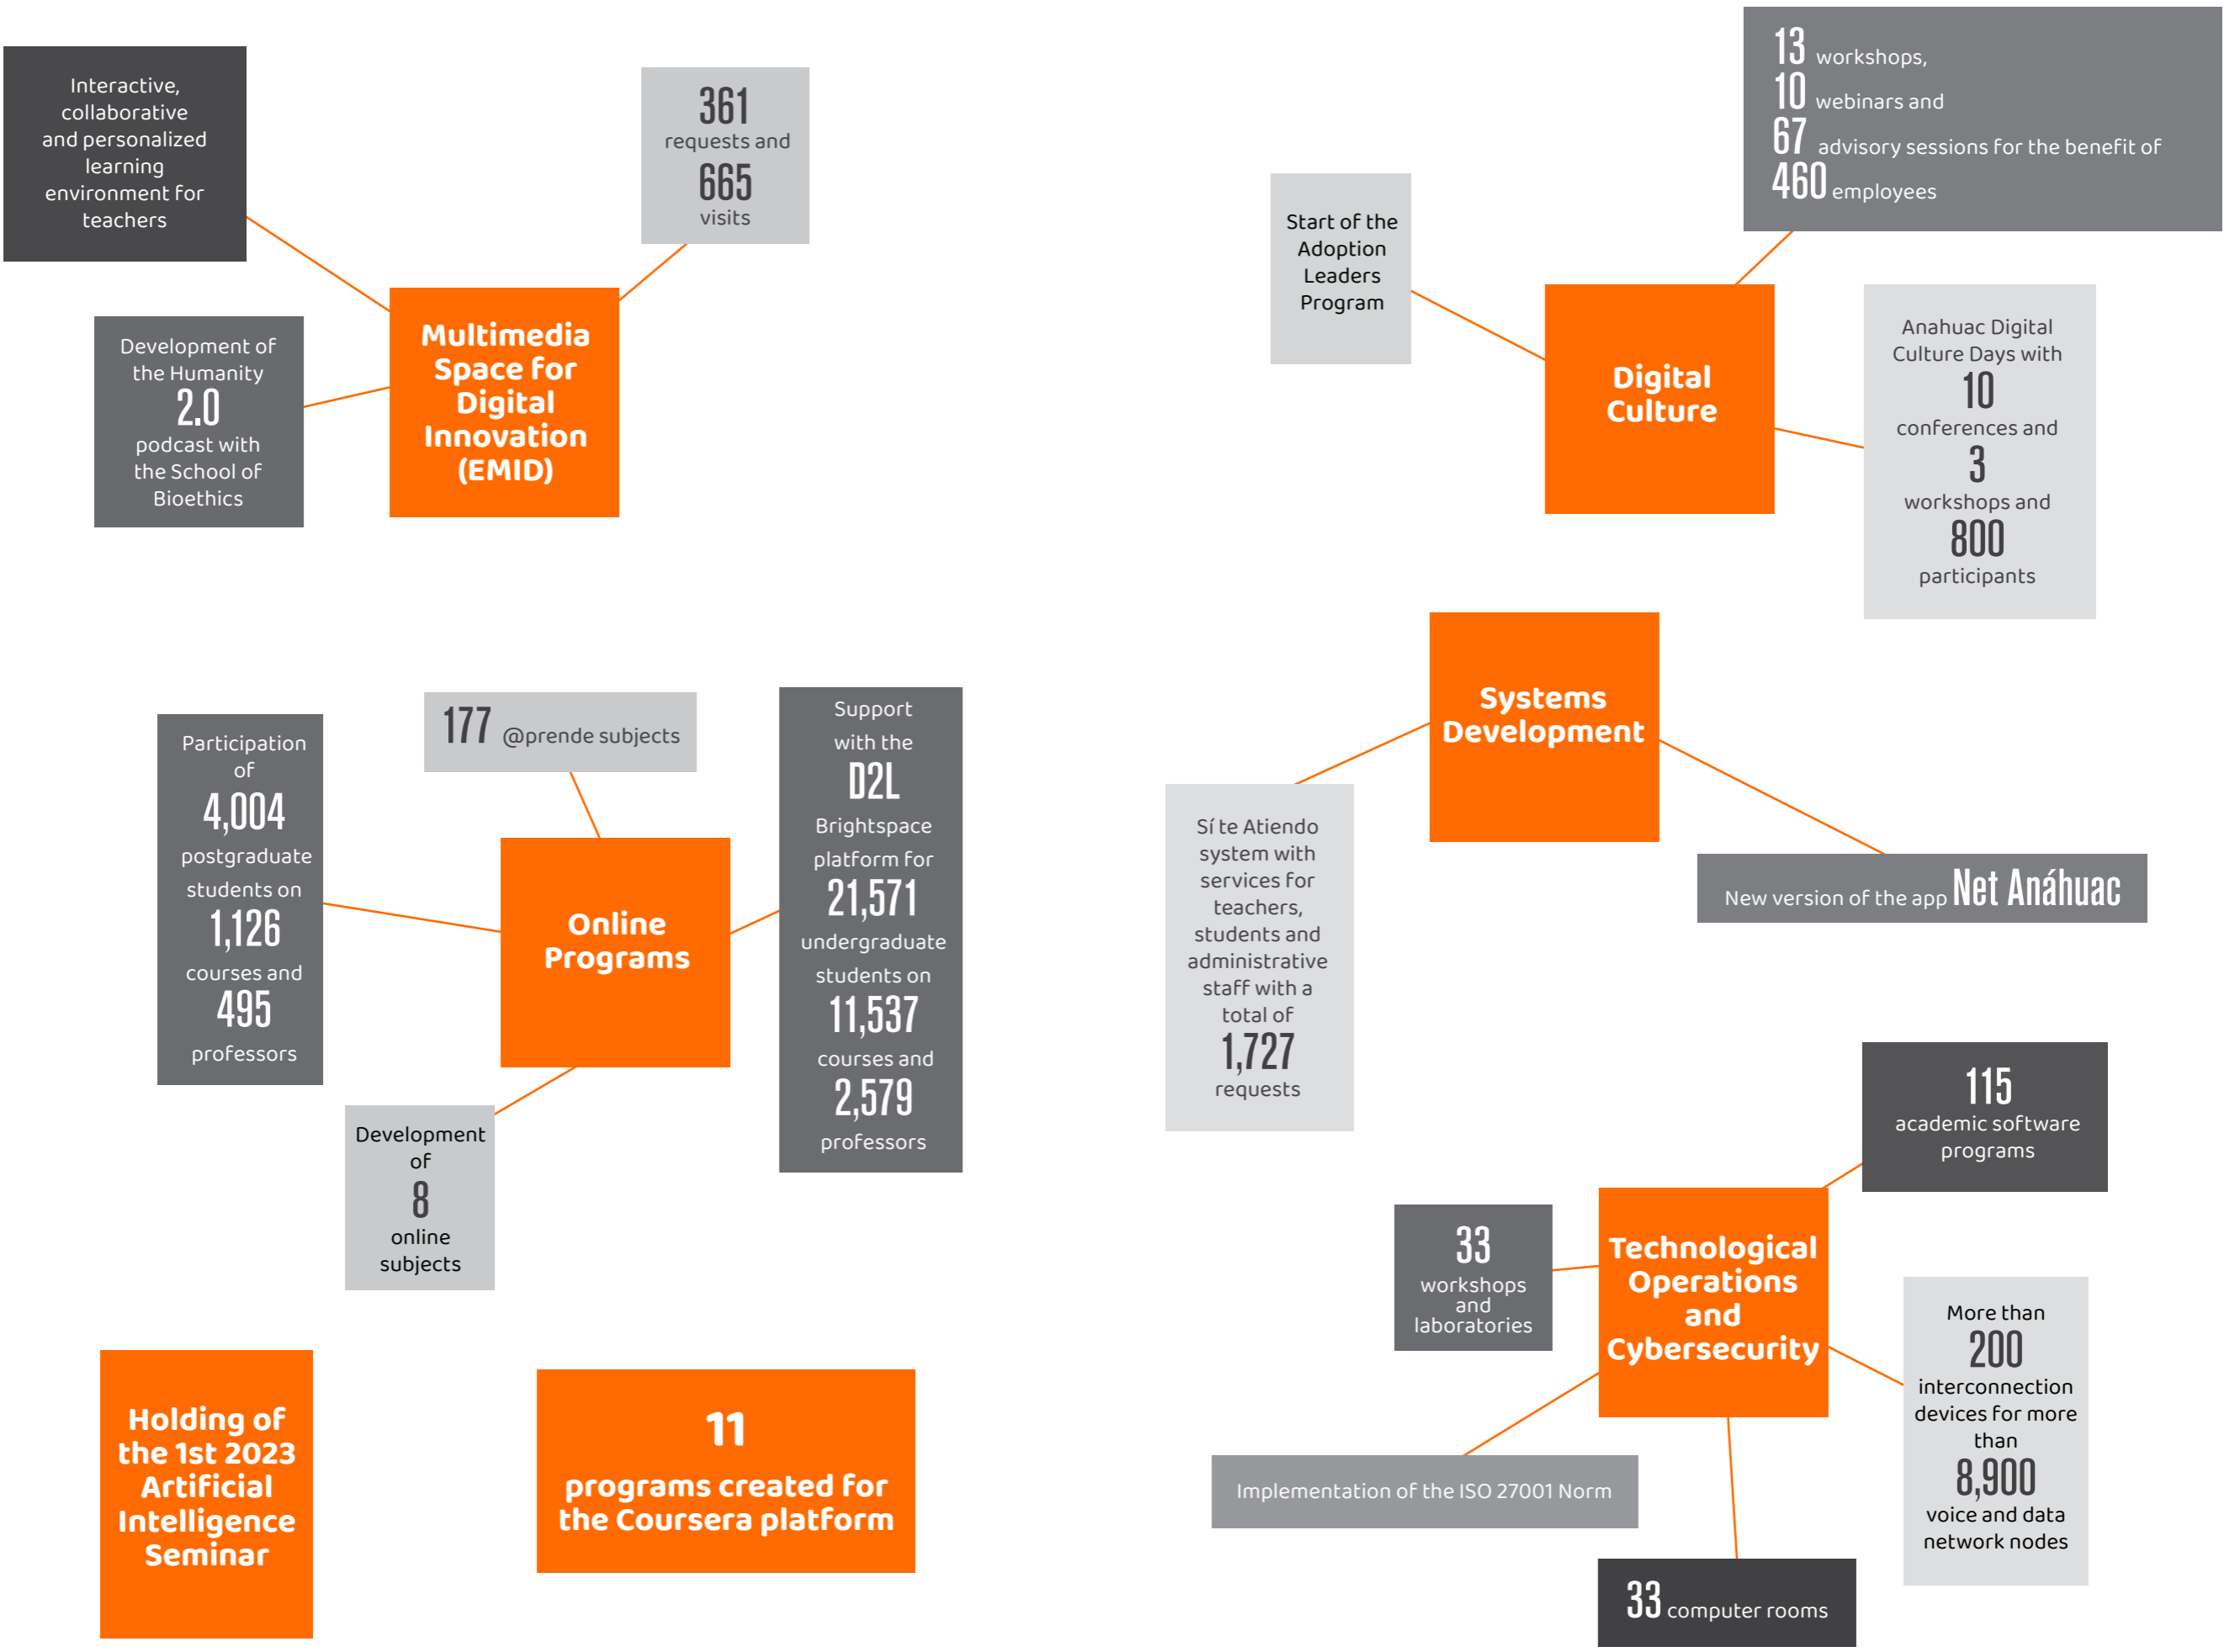 Interactive,
collaborative
and personalized
learning
environment for
teachers
361
requests and
665
visits
Development of
the Humanity
2.0
podcast with
the School of
Bioethics
Multimedia
Space for
Digital
Innovation
(EMID)
13 workshops,
10 webinars and
67 advisory sessions for the benefit of
460 employees
Start of the
Adoption
Leaders
Program
Digital
Culture
Anahuac Digital
Culture Days with
10
conferences and
3
workshops and
800
participants
Participation
of
4,004
postgraduate
students on
1,126
courses and
495
professors
177 @prende subjects
Online
Programs
Support
with the
D2L
Brightspace
platform for
21,571
undergraduate
students on
11,537
courses and
2,579
professors
Development
of
8
online
subjects
Systems
Development
Sí te Atiendo
system with
services for
teachers,
students and
administrative
staff with a
total of
1,727
requests
New version of the app Net Anáhuac
115
academic software
programs
33
workshops
and
laboratories
Technological
Operations
and
Cybersecurity
More than
200
interconnection
devices for more
than
8,900
voice and data
network nodes
Implementation of the ISO 27001 Norm
33 computer rooms
Holding of
the 1st 2023
Artificial
Intelligence
Seminar
11
programs created for
the Coursera platform